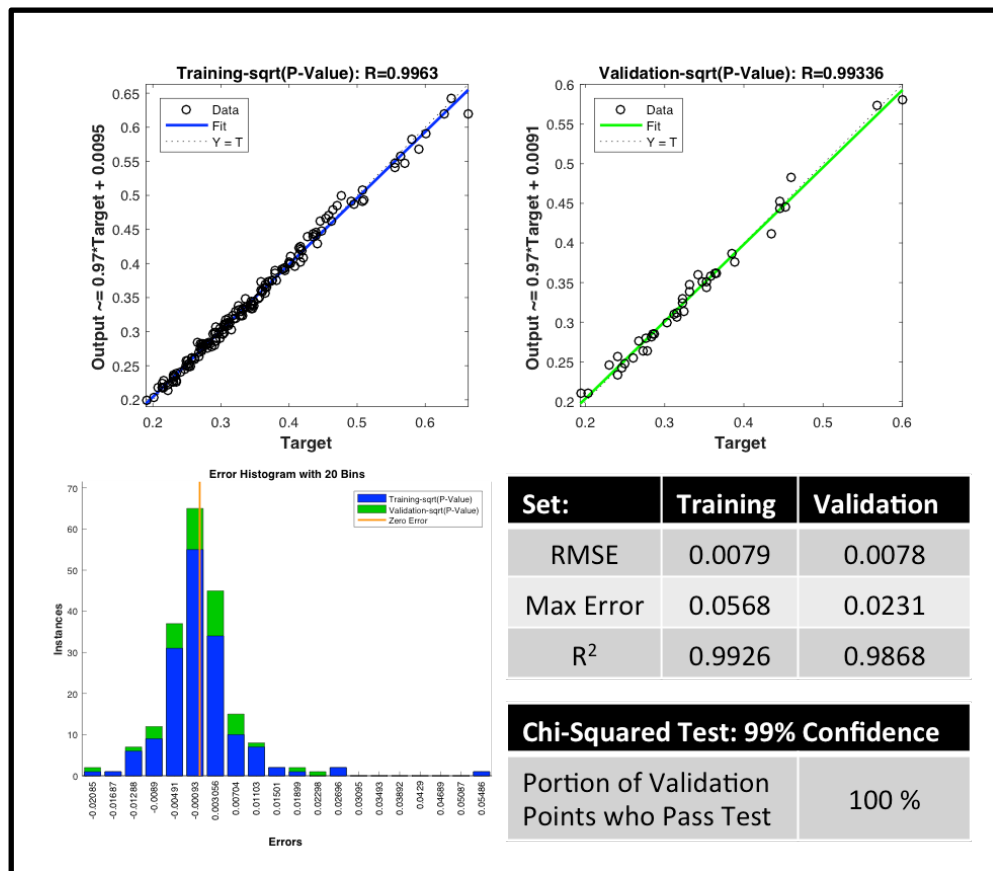 Training-sqrt(P-Value): R=0.9963
Output ~= 0.97*Target + 0.0095
0.65
0.6
0.55
0.5
0.45
0.4
0.35
0.3
0.25
0.2
Data
Fit
Y = T
0.2 0.3 0.4 0.5 0.6
Target
Validation-sqrt(P-Value): R=0.99336
Output ~= 0.97*Target + 0.0091
0.6
0.55
0.5
0.45
0.4
0.35
0.3
0.25
0.2
Data
Fit
Y = T
0.2 0.3 0.4 0.5 0.6
Target
Error Histogram with 20 Bins
Instances
70
60
50
40
30
20
10
0
Training-sqrt(P-Value)
Validation-sqrt(P-Value)
Zero Error
-0.02085
-0.01687
-0.01288
-0.0089
-0.00491
-0.00093
0.003056
0.00704
0.01103
0.01501
0.01899
0.02298
0.02696
0.03095
0.03493
0.03892
0.0429
0.04689
0.05087
0.05486
Errors
Set: Training Validation
RMSE 0.0079 0.0078
Max Error 0.0568 0.0231
R² 0.9926 0.9868
Chi-Squared Test: 99% Confidence
Portion of Validation
Points who Pass Test
100 %